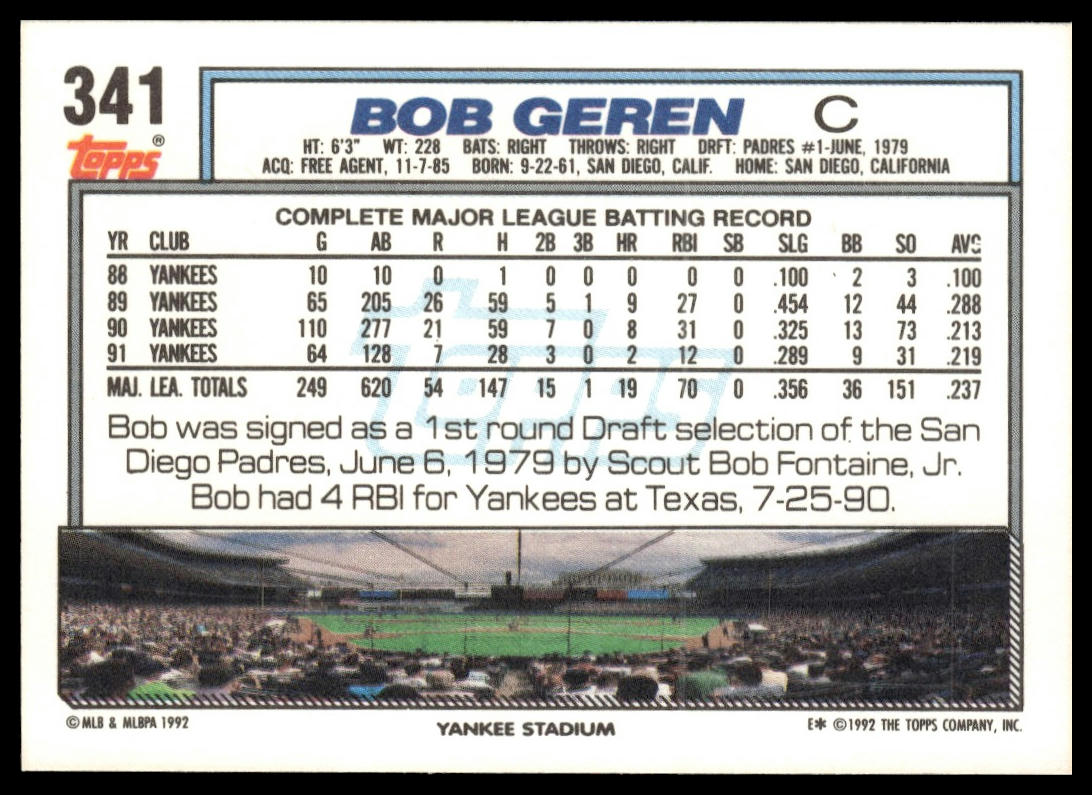 341
topps®
BOB GEREN C
HT: 6'3" WT: 228 BATS: RIGHT THROWS: RIGHT DRFT: PADRES #1-JUNE, 1979
ACQ: FREE AGENT, 11-7-85 BORN: 9-22-61, SAN DIEGO, CALIF. HOME: SAN DIEGO, CALIFORNIA
COMPLETE MAJOR LEAGUE BATTING RECORD
YR CLUB G AB R H 2B 3B HR RBI SB SLG BB SO AVG
88 YANKEES 10 10 0 1 0 0 0 0 0 .100 2 3 .100
89 YANKEES 65 205 26 59 5 1 9 27 0 .454 12 44 .288
90 YANKEES 110 277 21 59 7 0 8 31 0 .325 13 73 .213
91 YANKEES 64 128 7 28 3 0 2 12 0 .289 9 31 .219
MAJ. LEA. TOTALS 249 620 54 147 15 1 19 70 0 .356 36 151 .237
topps
Bob was signed as a 1st round Draft selection of the San
Diego Padres, June 6, 1979 by Scout Bob Fontaine, Jr.
Bob had 4 RBI for Yankees at Texas, 7-25-90.
© MLB & MLBPA 1992
YANKEE STADIUM
E* © 1992 THE TOPPS COMPANY, INC.